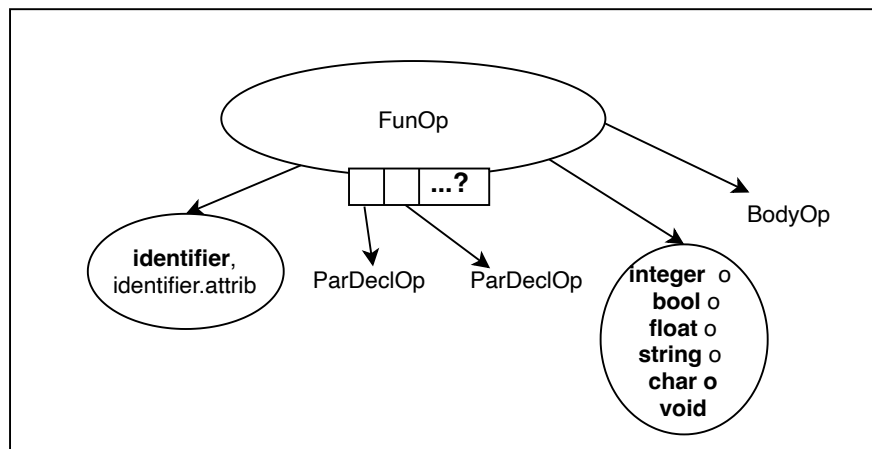 FunOp
...?
BodyOp
identifier,
identifier.attrib
ParDeclOp
ParDeclOp
integer o
bool o
float o
string o
char o
void